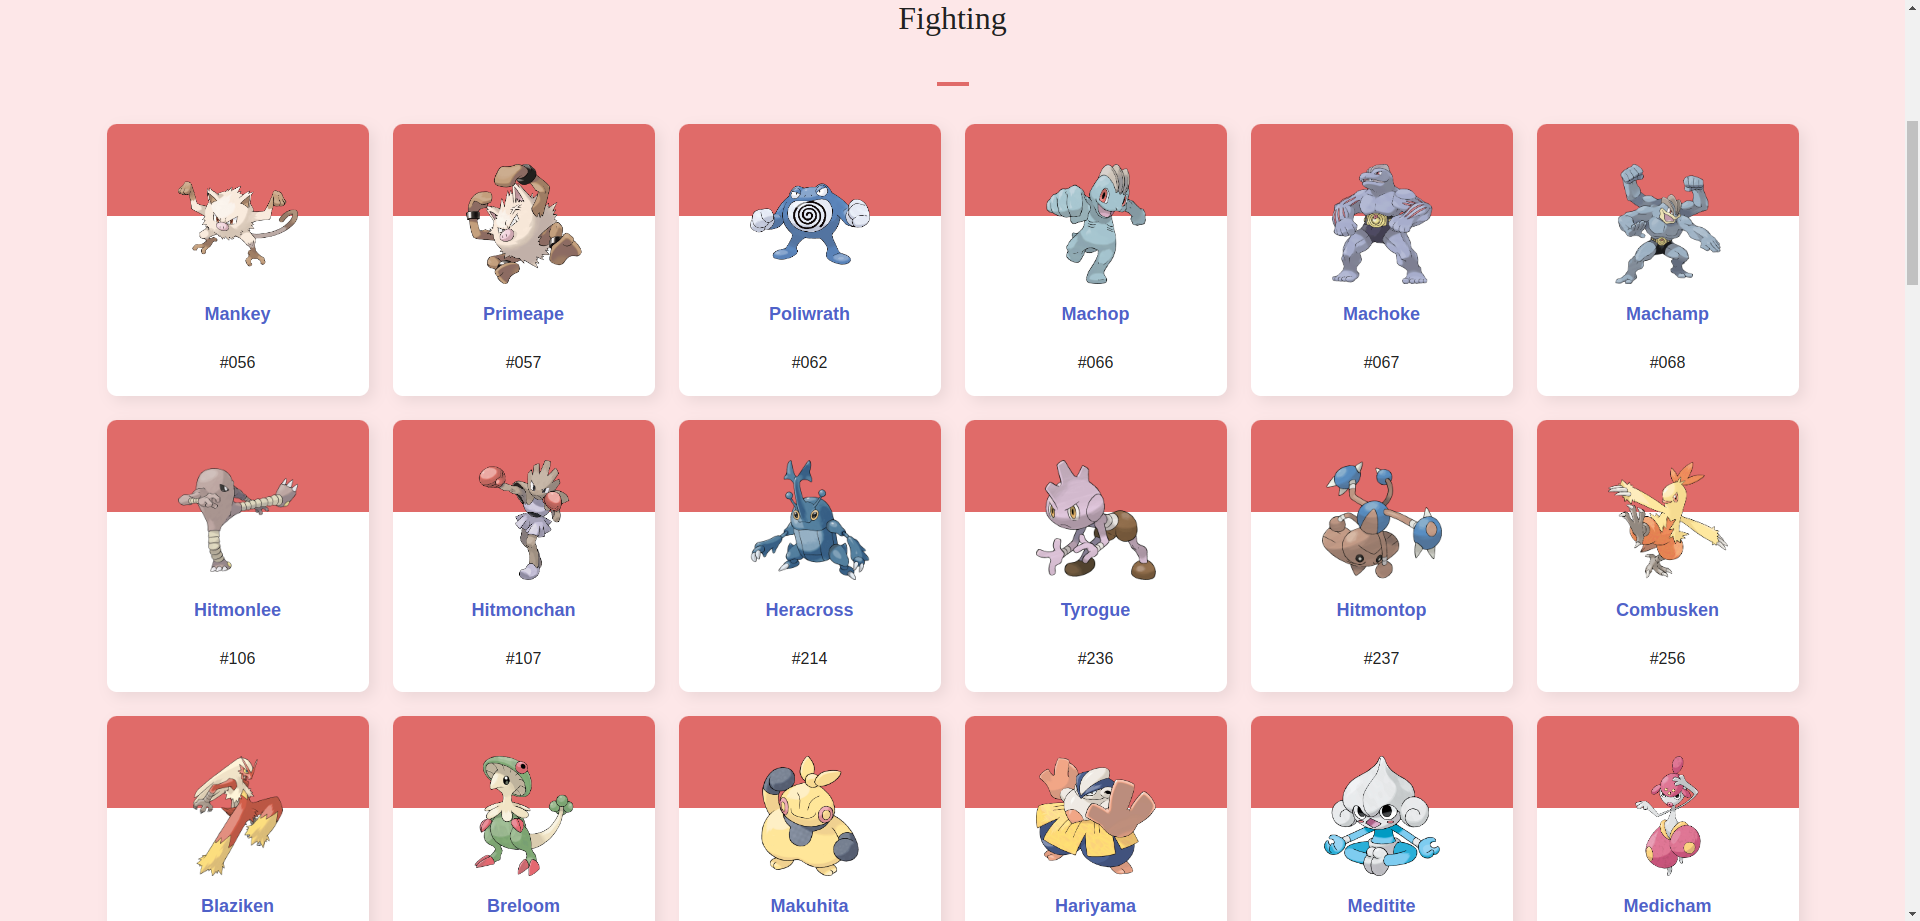 Fighting
Mankey
#056
Primeape
#057
Poliwrath
#062
Machop
#066
Machoke
#067
Machamp
#068
Hitmonlee
#106
Hitmonchan
#107
Heracross
#214
Tyrogue
#236
Hitmontop
#237
Combusken
#256
Blaziken
Breloom
Makuhita
Hariyama
Meditite
Medicham